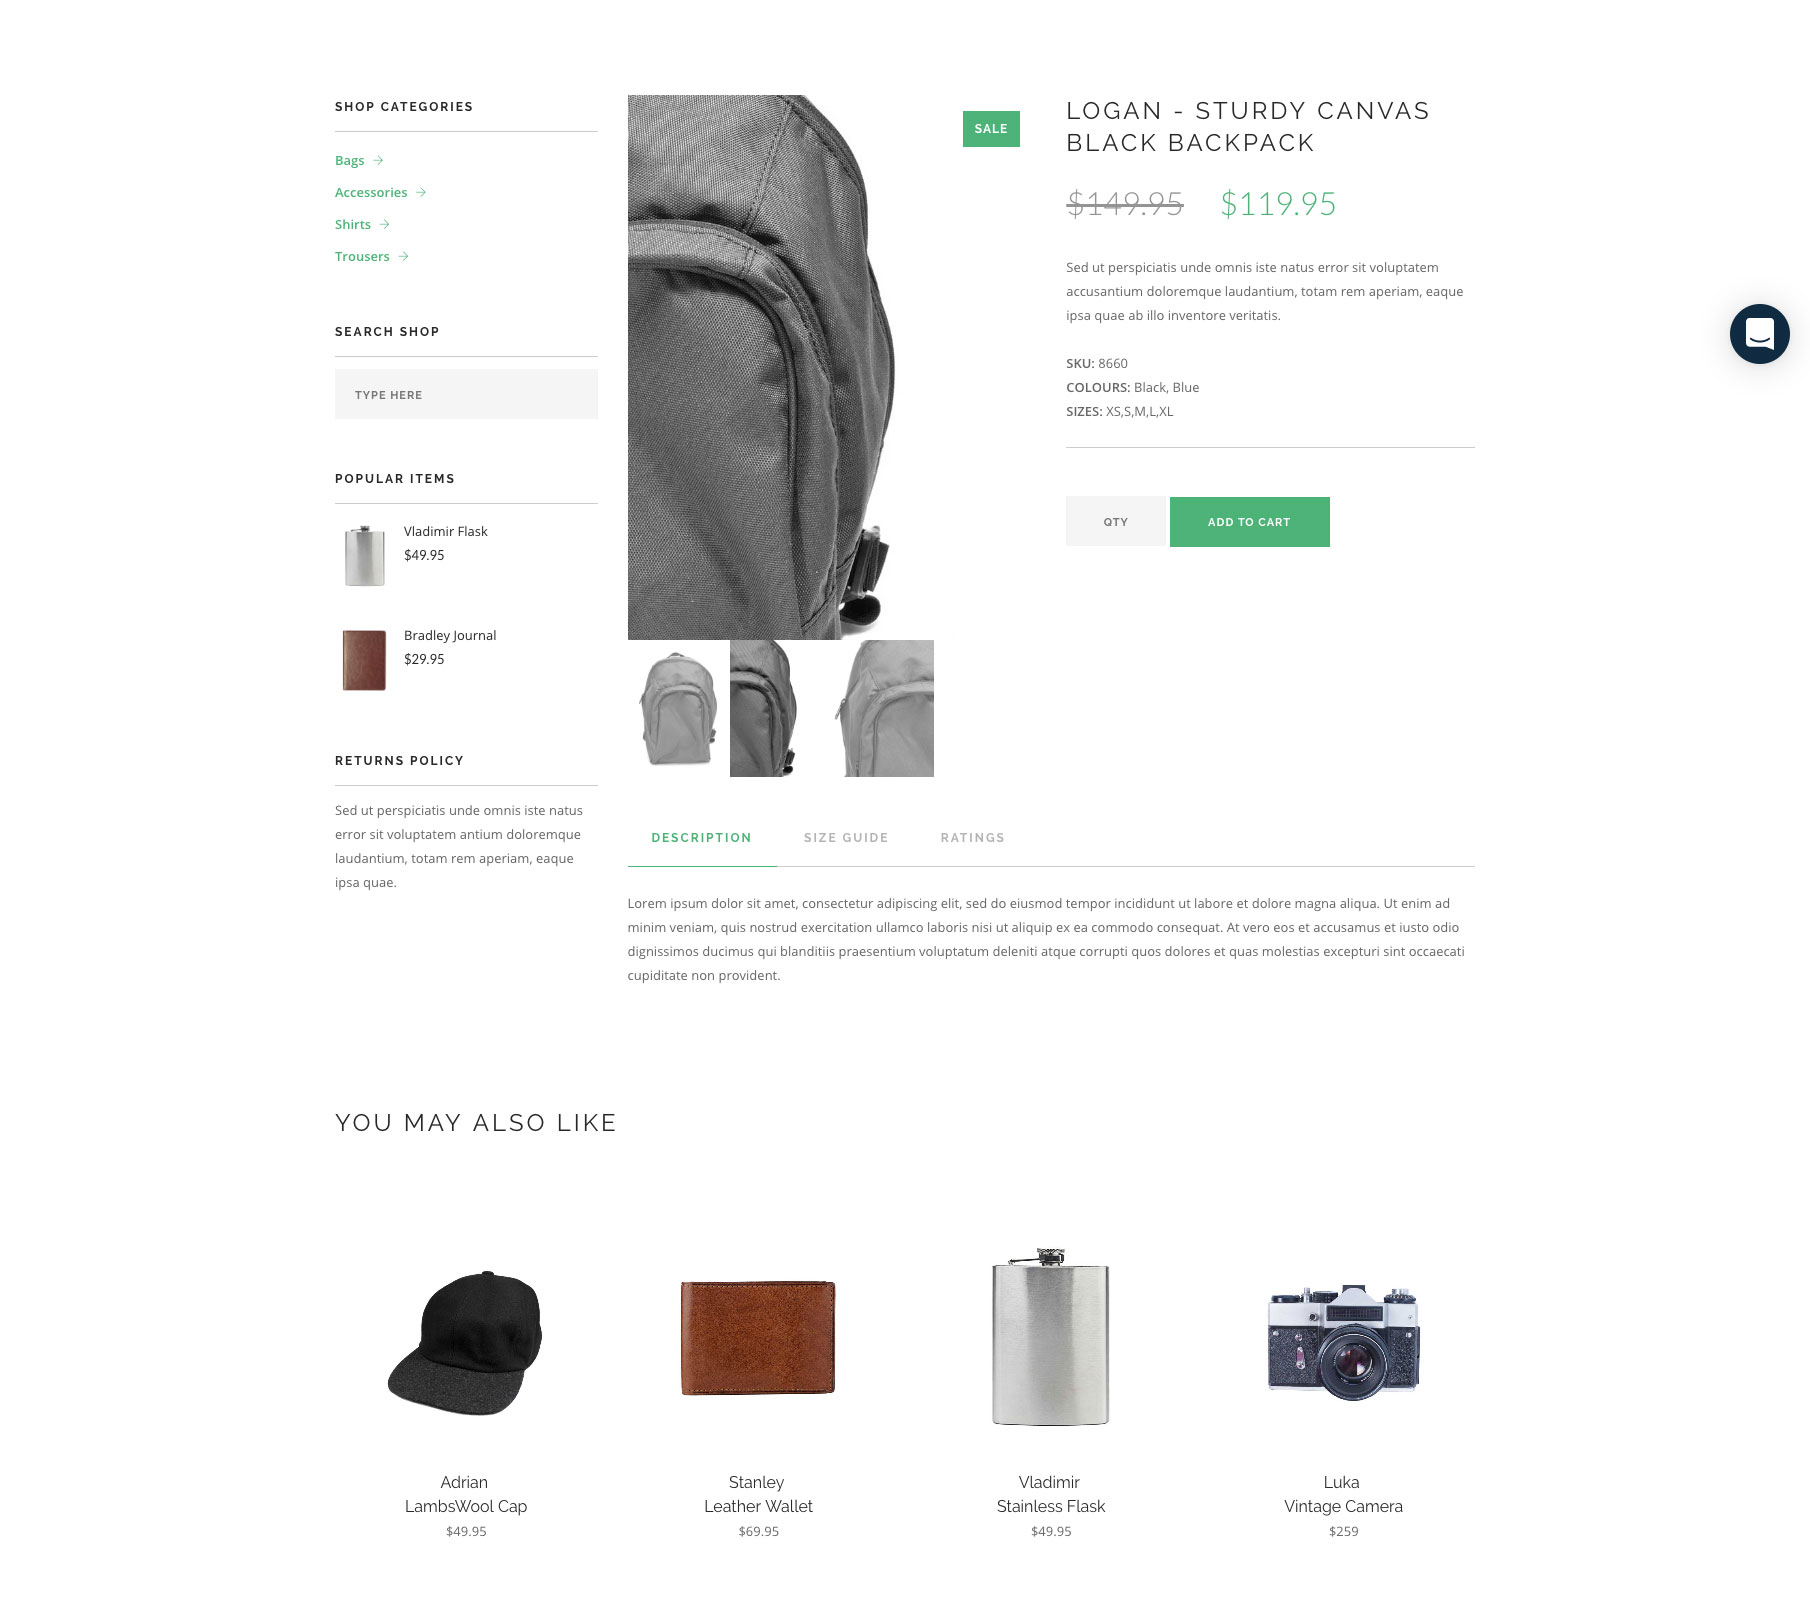 SHOP CATEGORIES
Bags
Accessories
Shirts
Trousers
SEARCH SHOP
TYPE HERE
POPULAR ITEMS
Vladimir Flask
$49.95
Bradley Journal
$29.95
RETURNS POLICY
Sed ut perspiciatis unde omnis iste natus
error sit voluptatem antium doloremque
laudantium, totam rem aperiam, eaque
ipsa quae.
SALE
LOGAN - STURDY CANVAS
BLACK BACKPACK
$149.95 $119.95
Sed ut perspiciatis unde omnis iste natus error sit voluptatem
accusantium doloremque laudantium, totam rem aperiam, eaque
ipsa quae ab illo inventore veritatis.
SKU: 8660
COLOURS: Black, Blue
SIZES: XS,S,M,L,XL
QTY ADD TO CART
DESCRIPTION SIZE GUIDE RATINGS
Lorem ipsum dolor sit amet, consectetur adipiscing elit, sed do eiusmod tempor incididunt ut labore et dolore magna aliqua. Ut enim ad
minim veniam, quis nostrud exercitation ullamco laboris nisi ut aliquip ex ea commodo consequat. At vero eos et accusamus et iusto odio
dignissimos ducimus qui blanditiis praesentium voluptatum deleniti atque corrupti quos dolores et quas molestias excepturi sint occaecati
cupiditate non provident.
YOU MAY ALSO LIKE
Adrian
LambsWool Cap
$49.95
Stanley
Leather Wallet
$69.95
Vladimir
Stainless Flask
$49.95
Luka
Vintage Camera
$259